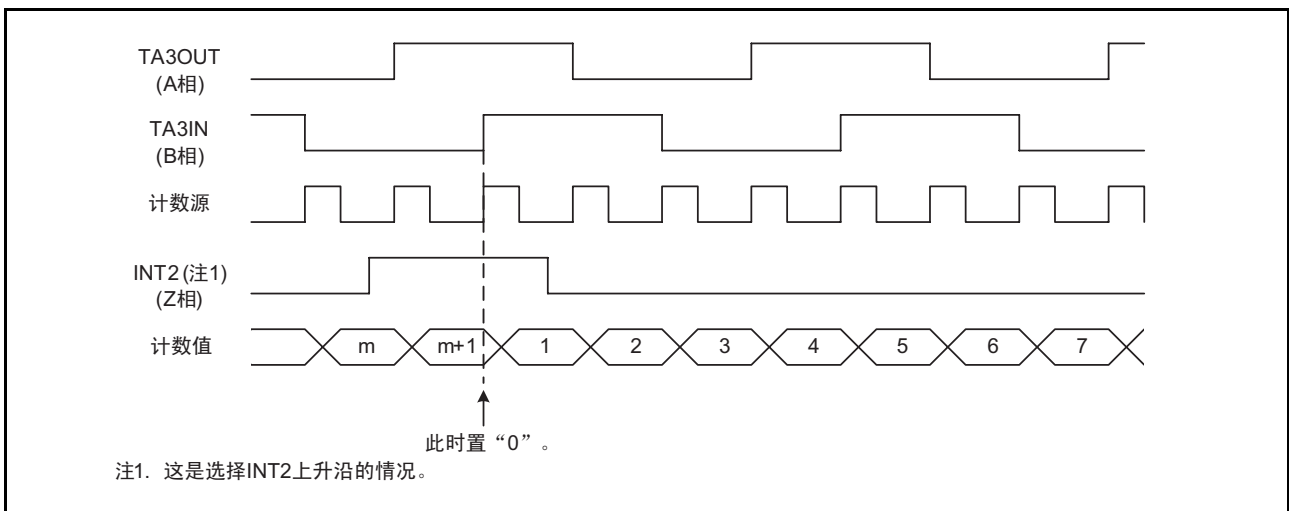 TA3OUT
(A相)
TA3IN
(B相)
计数源
INT2 (注1)
(Z相)
计数值
m
m+1
1
2
3
4
5
6
7
此时置“0”。
注1. 这是选择INT2上升沿的情况。